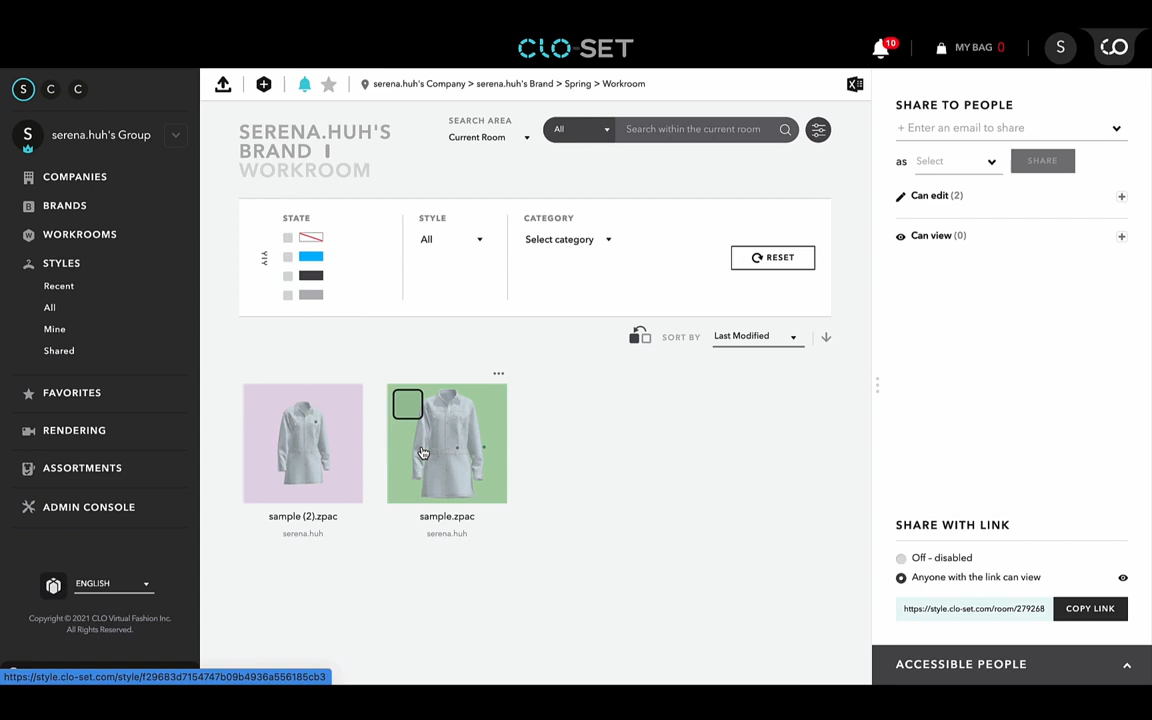 CLO-SET
10
MY BAG 0
S
S C C
S serena.huh's Group
COMPANIES
BRANDS
WORKROOMS
STYLES
Recent
All
Mine
Shared
FAVORITES
RENDERING
ASSORTMENTS
ADMIN CONSOLE
ENGLISH
Copyright © 2021 CLO Virtual Fashion Inc.
All Rights Reserved.
https://style.clo-set.com/style/f29683d7154747b09b4936a556185cb3
serena.huh's Company > serena.huh's Brand > Spring > Workroom
SERENA.HUH'S
BRAND I
WORKROOM
SEARCH AREA
Current Room
All
Search within the current room
STATE
STYLE
All
CATEGORY
Select category
RESET
SORT BY
Last Modified
sample (2).zpac
serena.huh
sample.zpac
serena.huh
SHARE TO PEOPLE
+ Enter an email to share
as Select SHARE
Can edit (2)
Can view (0)
SHARE WITH LINK
Off – disabled
Anyone with the link can view
https://style.clo-set.com/room/279268
COPY LINK
ACCESSIBLE PEOPLE